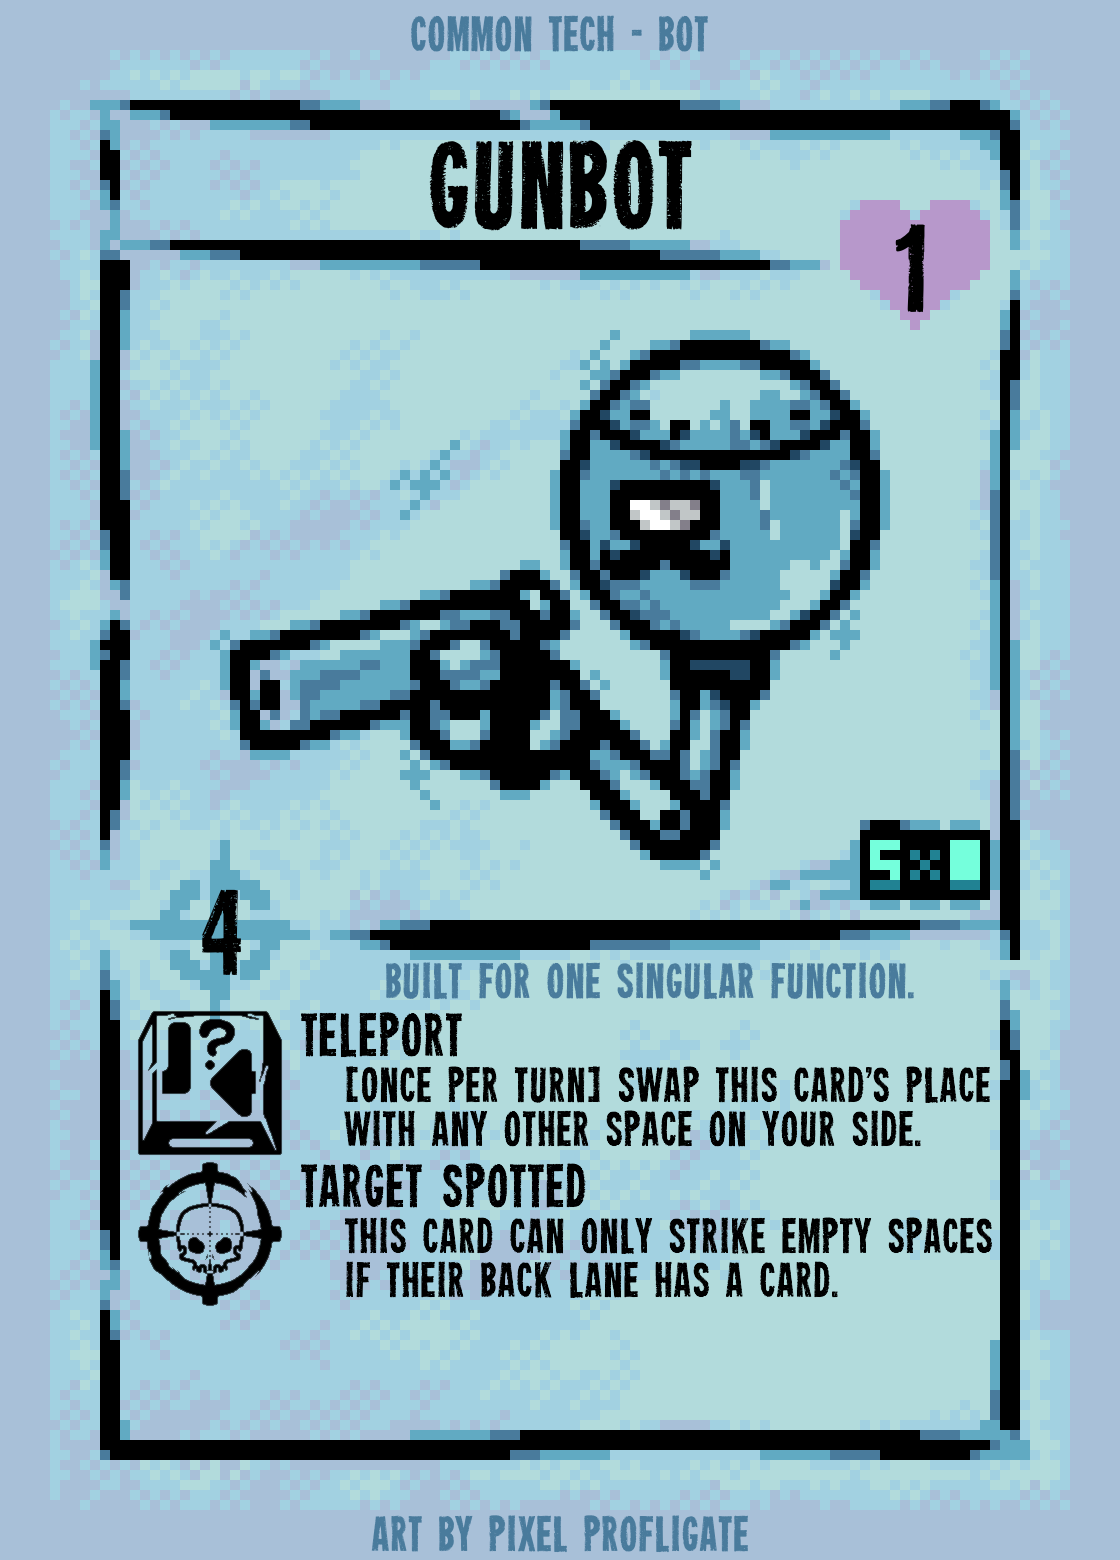 COMMON TECH - BOT
GUNBOT
1
5
4
BUILT FOR ONE SINGULAR FUNCTION.
?
TELEPORT
[ONCE PER TURN] SWAP THIS CARD'S PLACE
WITH ANY OTHER SPACE ON YOUR SIDE.
TARGET SPOTTED
THIS CARD CAN ONLY STRIKE EMPTY SPACES
IF THEIR BACK LANE HAS A CARD.
ART BY PIXEL PROFLIGATE